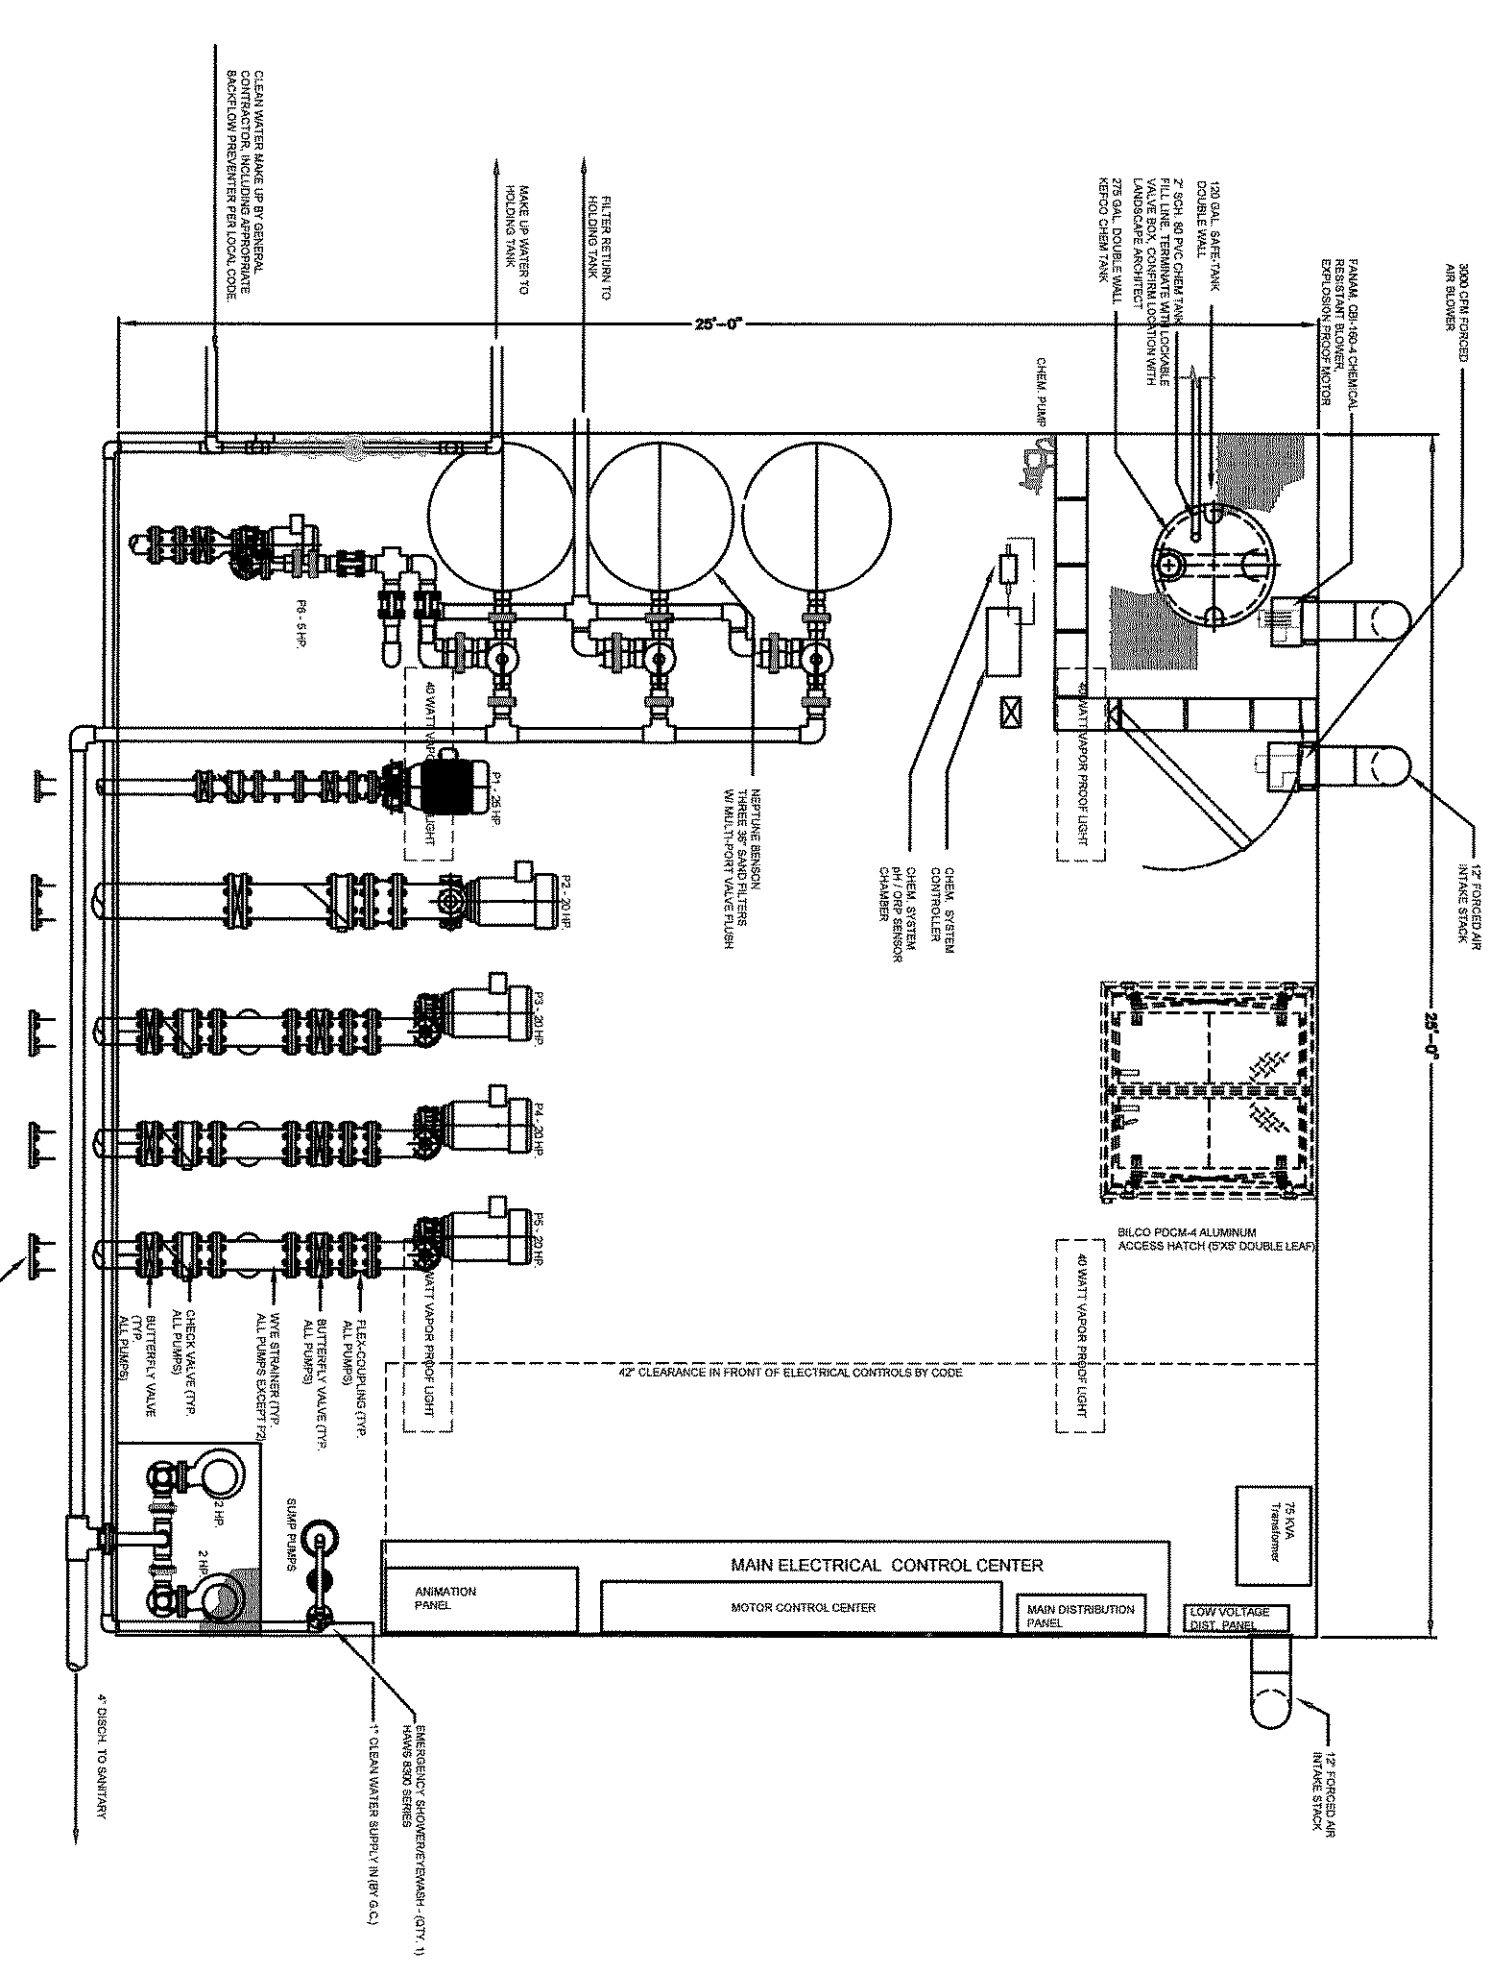 3000 CFM FORCED
AIR BLOWER
FANAM, CBI-160-4 CHEMICAL
RESISTANT BLOWER,
EXPLOSION PROOF MOTOR
120 GAL. SAFE-TANK
DOUBLE WALL
2" SCH. 80 PVC CHEM TANK
FILL LINE, TERMINATE WITH LOCKABLE
VALVE BOX, CONFIRM LOCATION WITH
LANDSCAPE ARCHITECT
275 GAL. DOUBLE WALL
KEFCO CHEM TANK
FILTER RETURN TO
HOLDING TANK
MAKE UP WATER TO
HOLDING TANK
CLEAN WATER MAKE UP BY GENERAL
CONTRACTOR, INCLUDING APPROPRIATE
BACKFLOW PREVENTER PER LOCAL CODE.
25'-0"
25'-0"
CHEM. PUMP
12" FORCED AIR
INTAKE STACK
CHEM. SYSTEM
CONTROLLER
CHEM. SYSTEM
pH / ORP SENSOR
CHAMBER
NEPTUNE BENSON
THREE 36" SAND FILTERS
W/ MULTI-PORT VALVE FLUSH
40 WATT VAPOR PROOF LIGHT
40 WATT VAPOR PROOF LIGHT
P6 - 5 HP.
P1 - 25 HP.
P2 - 20 HP.
P3 - 20 HP.
P4 - 20 HP.
P5 - 20 HP.
BILCO PDCM-4 ALUMINUM
ACCESS HATCH (5'X5' DOUBLE LEAF)
40 WATT VAPOR PROOF LIGHT
WATT VAPOR PROOF LIGHT
42" CLEARANCE IN FRONT OF ELECTRICAL CONTROLS BY CODE
FLEX-COUPLING (TYP.
ALL PUMPS)
BUTTERFLY VALVE (TYP.
ALL PUMPS)
WYE STRAINER (TYP.
ALL PUMPS EXCEPT P2)
CHECK VALVE (TYP.
ALL PUMPS)
BUTTERFLY VALVE
(TYP.
ALL PUMPS)
75 KVA
Transformer
MAIN ELECTRICAL CONTROL CENTER
ANIMATION
PANEL
MOTOR CONTROL CENTER
MAIN DISTRIBUTION
PANEL
LOW VOLTAGE
DIST. PANEL
2 HP.
2 HP.
SUMP PUMPS
12" FORCED AIR
INTAKE STACK
EMERGENCY SHOWER/EYEWASH - (QTY. 1)
HAWS 8300 SERIES
1" CLEAN WATER SUPPLY IN (BY G.C.)
4" DISCH. TO SANITARY